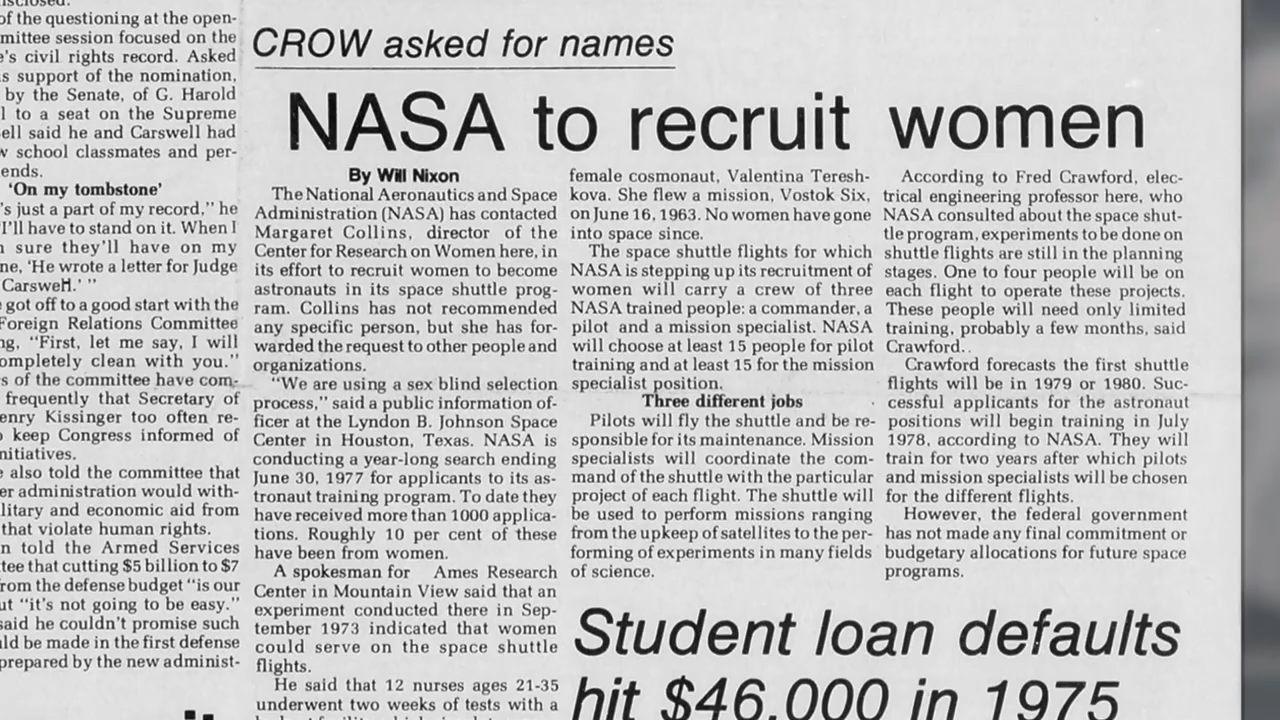 of the questioning at the open-
mittee session focused on the
e's civil rights record. Asked
s support of the nomination,
by the Senate, of G. Harold
l to a seat on the Supreme
ell said he and Carswell had
w school classmates and per-
ends.
'On my tombstone'
's just a part of my record," he
'I'll have to stand on it. When I
n sure they'll have on my
ne, 'He wrote a letter for Judge
Carswell.' "
got off to a good start with the
Foreign Relations Committee
ng, "First, let me say, I will
ompletely clean with you."
s of the committee have com-
frequently that Secretary of
enry Kissinger too often re-
o keep Congress informed of
nitiatives.
e also told the committee that
er administration would with-
litary and economic aid from
that violate human rights.
n told the Armed Services
tee that cutting $5 billion to $7
from the defense budget "is our
ut "it's not going to be easy."
said he couldn't promise such
ld be made in the first defense
prepared by the new administ-
CROW asked for names
NASA to recruit women
By Will Nixon
The National Aeronautics and Space
Administration (NASA) has contacted
Margaret Collins, director of the
Center for Research on Women here, in
its effort to recruit women to become
astronauts in its space shuttle prog-
ram. Collins has not recommended
any specific person, but she has for-
warded the request to other people and
organizations.
"We are using a sex blind selection
process," said a public information of-
ficer at the Lyndon B. Johnson Space
Center in Houston, Texas. NASA is
conducting a year-long search ending
June 30, 1977 for applicants to its as-
tronaut training program. To date they
have received more than 1000 applica-
tions. Roughly 10 per cent of these
have been from women.
A spokesman for Ames Research
Center in Mountain View said that an
experiment conducted there in Sep-
tember 1973 indicated that women
could serve on the space shuttle
flights.
He said that 12 nurses ages 21-35
underwent two weeks of tests with a
female cosmonaut, Valentina Teresh-
kova. She flew a mission, Vostok Six,
on June 16, 1963. No women have gone
into space since.
The space shuttle flights for which
NASA is stepping up its recruitment of
women will carry a crew of three
NASA trained people: a commander, a
pilot and a mission specialist. NASA
will choose at least 15 people for pilot
training and at least 15 for the mission
specialist position.
Three different jobs
Pilots will fly the shuttle and be re-
sponsible for its maintenance. Mission
specialists will coordinate the com-
mand of the shuttle with the particular
project of each flight. The shuttle will
be used to perform missions ranging
from the upkeep of satellites to the per-
forming of experiments in many fields
of science.
According to Fred Crawford, elec-
trical engineering professor here, who
NASA consulted about the space shut-
tle program, experiments to be done on
shuttle flights are still in the planning
stages. One to four people will be on
each flight to operate these projects.
These people will need only limited
training, probably a few months, said
Crawford..
Crawford forecasts the first shuttle
flights will be in 1979 or 1980. Suc-
cessful applicants for the astronaut
positions will begin training in July
1978, according to NASA. They will
train for two years after which pilots
and mission specialists will be chosen
for the different flights.
However, the federal government
has not made any final commitment or
budgetary allocations for future space
programs.
Student loan defaults
hit $46,000 in 1975